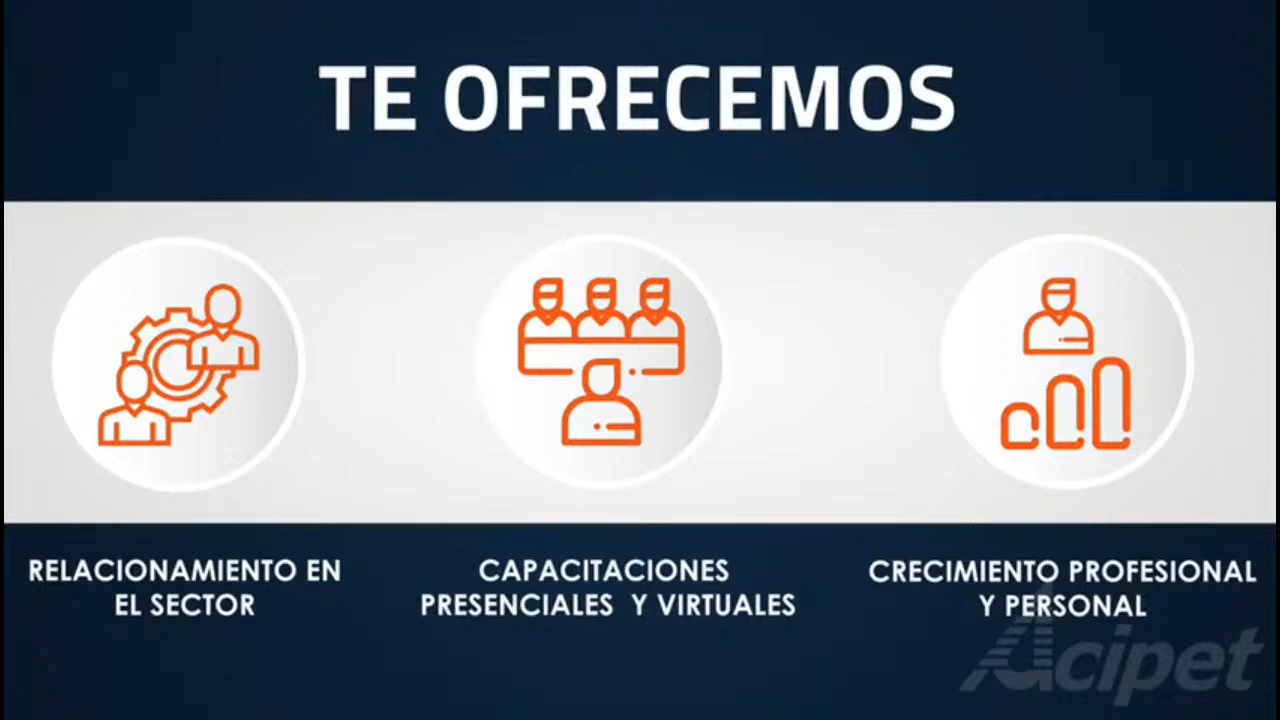 TE OFRECEMOS
RELACIONAMIENTO EN
EL SECTOR
CAPACITACIONES
PRESENCIALES Y VIRTUALES
CRECIMIENTO PROFESIONAL
Y PERSONAL
Acipet